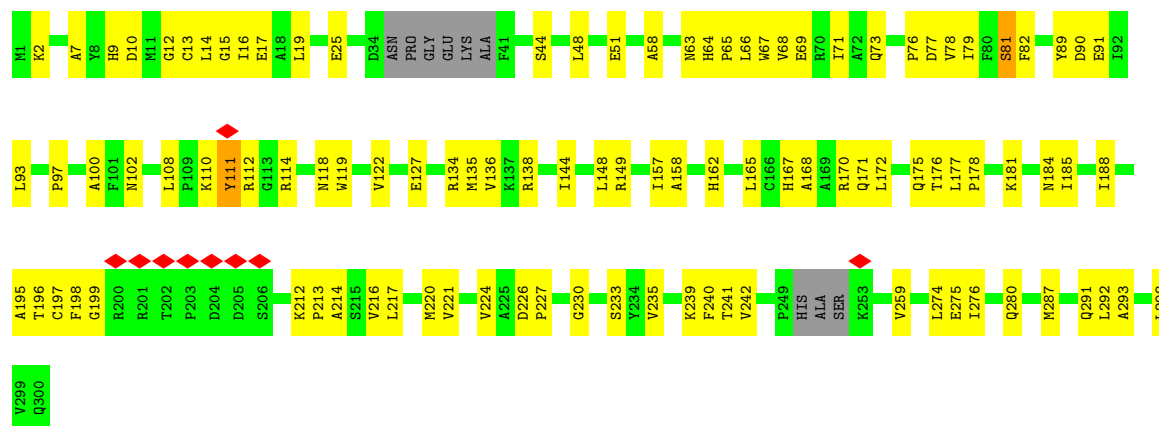 M1 K2 A7 Y8 H9 D10 M11 G12 C13 L14 G15 I16 E17 A18 L19 E25 D34 ASN PRO GLY GLU LYS ALA F41 S44 L48 E51 A58 N63 H64 P65 L66 W67 V68 E69 R70 I71 A72 Q73 P76 D77 V78 I79 F80 S81 F82 Y89 D90 E91 I92
L93 P97 A100 F101 N102 L108 P109 K110 Y111 R112 G113 R114 N118 W119 V122 E127 R134 M135 V136 K137 R138 I144 L148 R149 I157 A158 H162 L165 C166 H167 A168 A169 R170 Q171 L172 Q175 T176 L177 P178 K181 N184 I185 I188
A195 T196 C197 F198 G199 R200 R201 T202 P203 D204 D205 S206 K212 P213 A214 S215 V216 L217 M220 V221 V224 A225 D226 P227 G230 S233 Y234 V235 K239 F240 T241 V242 P249 HIS ALA SER K253 V259 L274 E275 I276 Q280 M287 Q291 L292 A293
V299 Q300